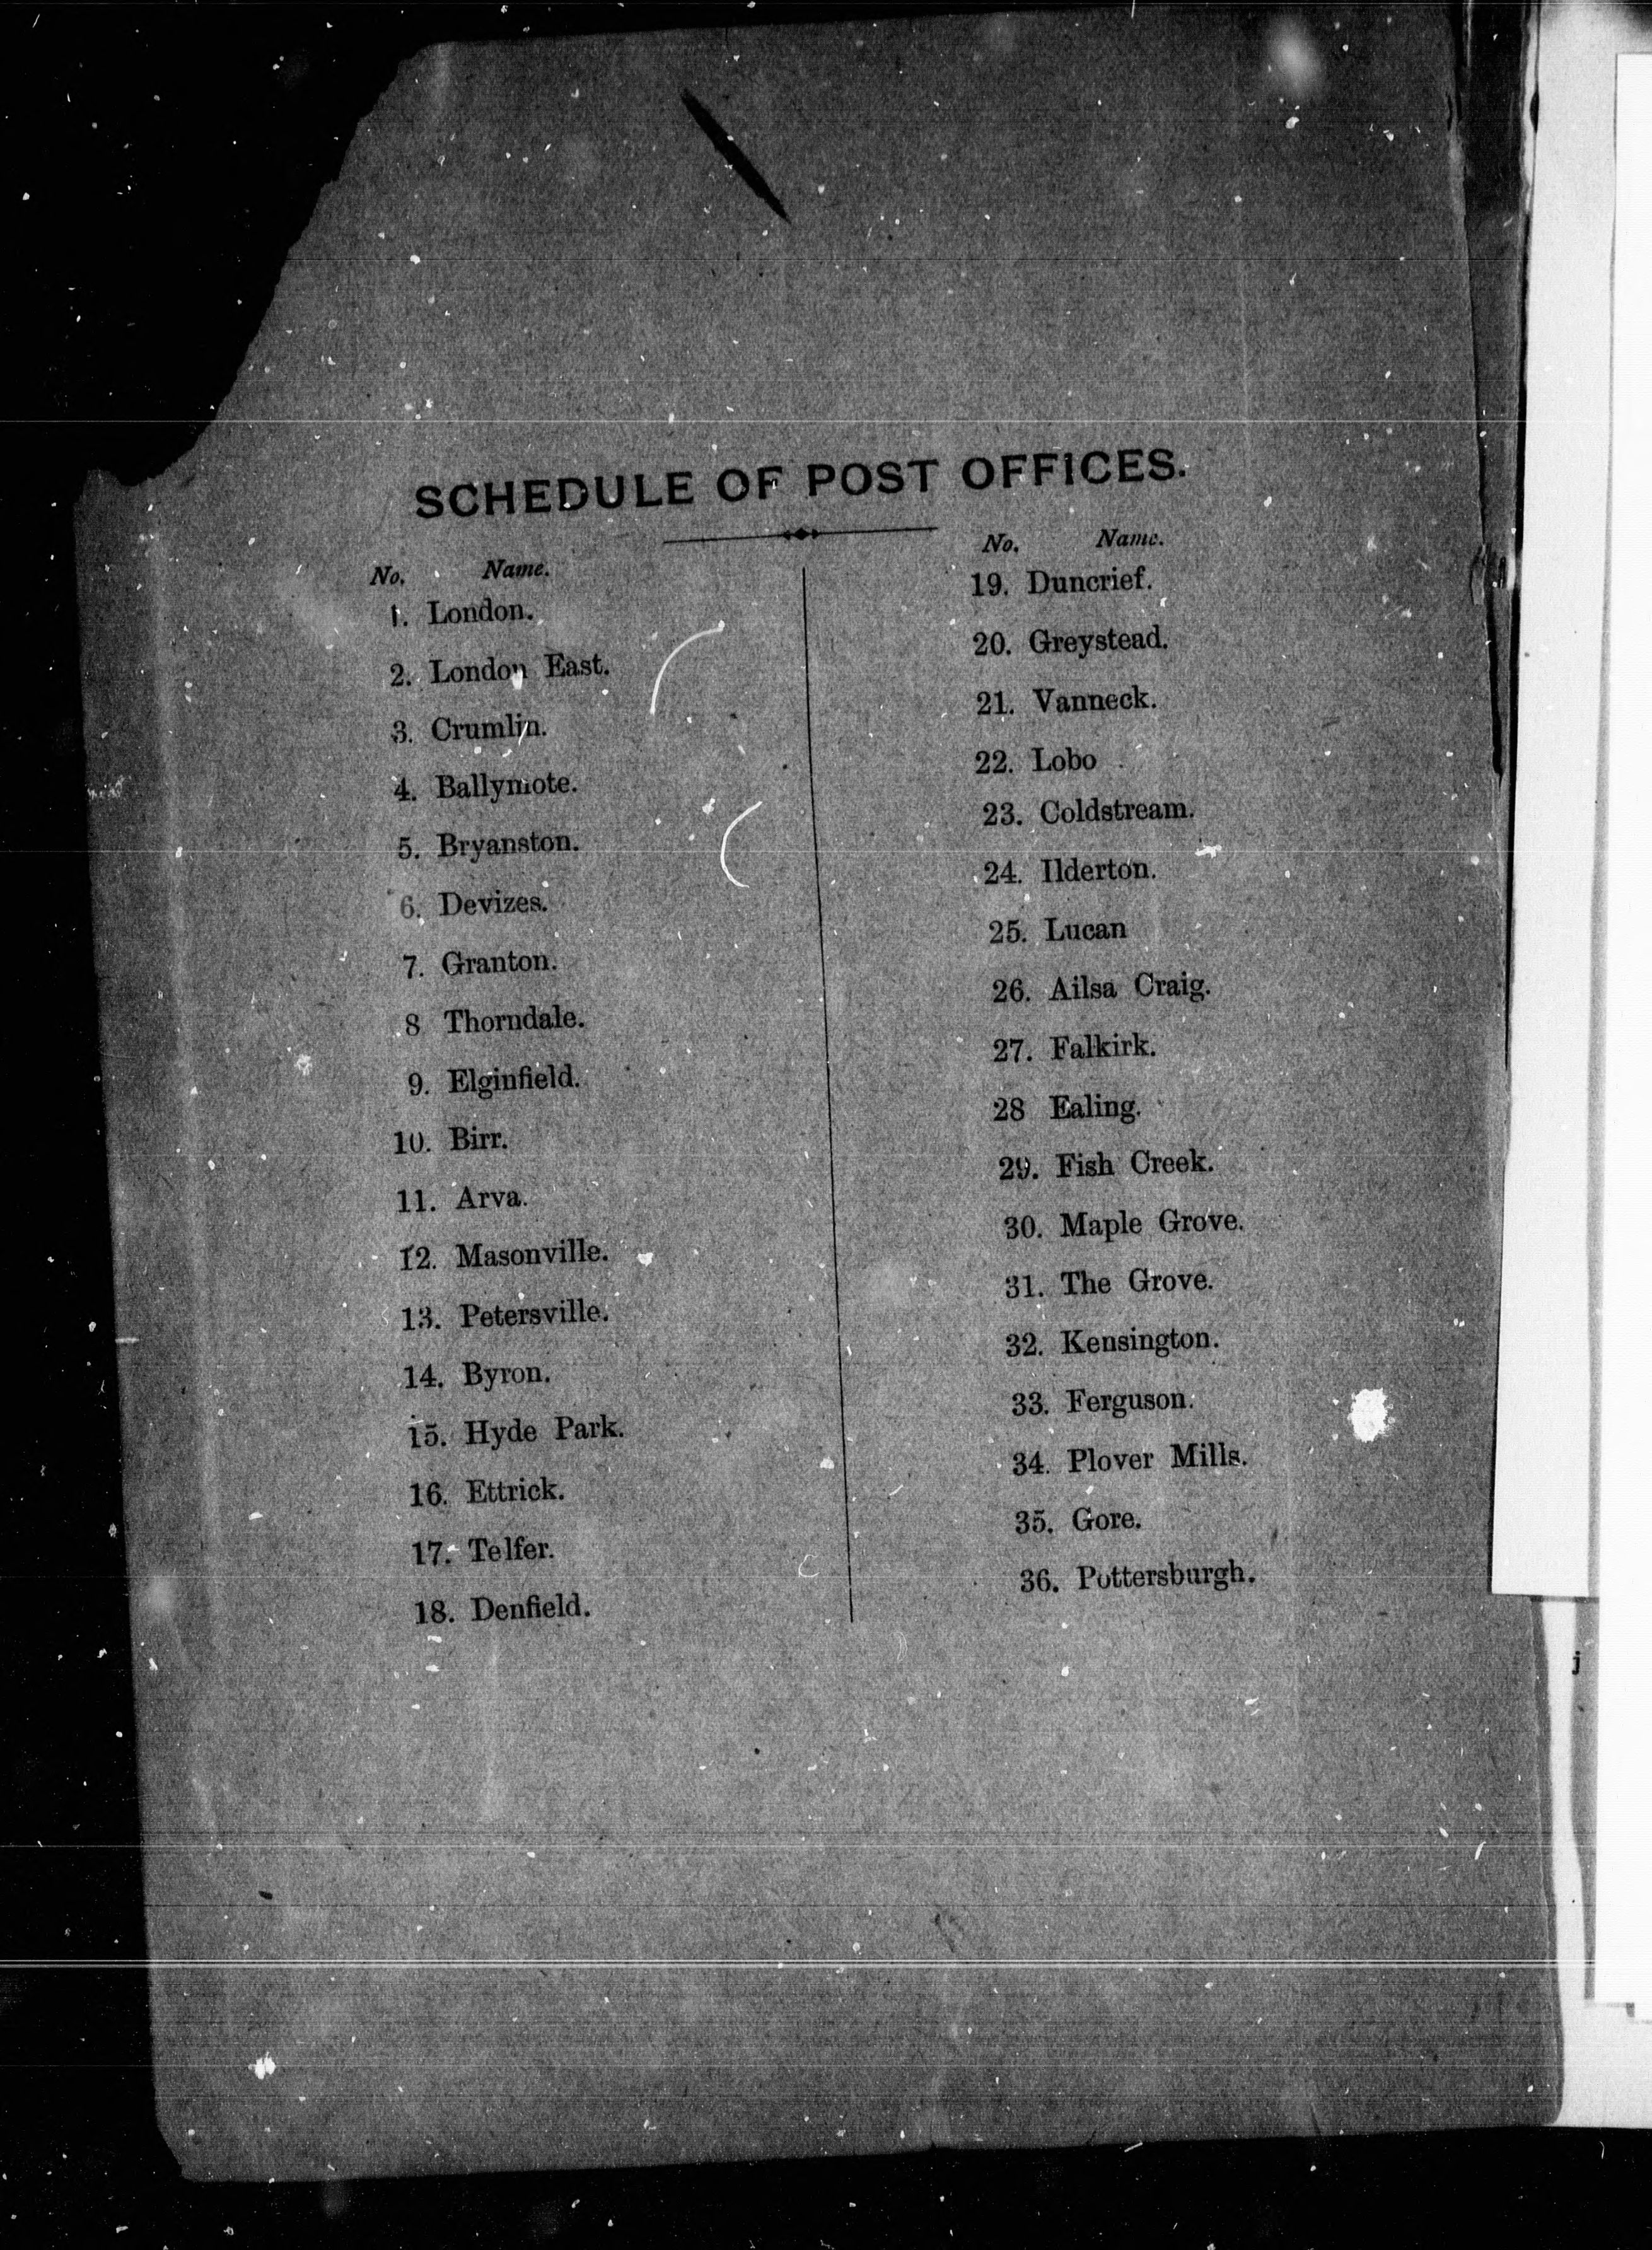 SCHEDULE OF POST OFFICES.
No. Name.
1. London.
2. London East.
3. Crumlin.
4. Ballymote.
5. Bryanston.
6. Devizes.
7. Granton.
8 Thorndale.
9. Elginfield.
10. Birr.
11. Arva.
12. Masonville.
13. Petersville.
14. Byron.
15. Hyde Park.
16. Ettrick.
17. Telfer.
18. Denfield.
No. Name.
19. Duncrief.
20. Greystead.
21. Vanneck.
22. Lobo
23. Coldstream.
24. Ilderton.
25. Lucan
26. Ailsa Craig.
27. Falkirk.
28 Ealing.
29. Fish Creek.
30. Maple Grove.
31. The Grove.
32. Kensington.
33. Ferguson.
34. Plover Mills.
35. Gore.
36. Pottersburgh.
j